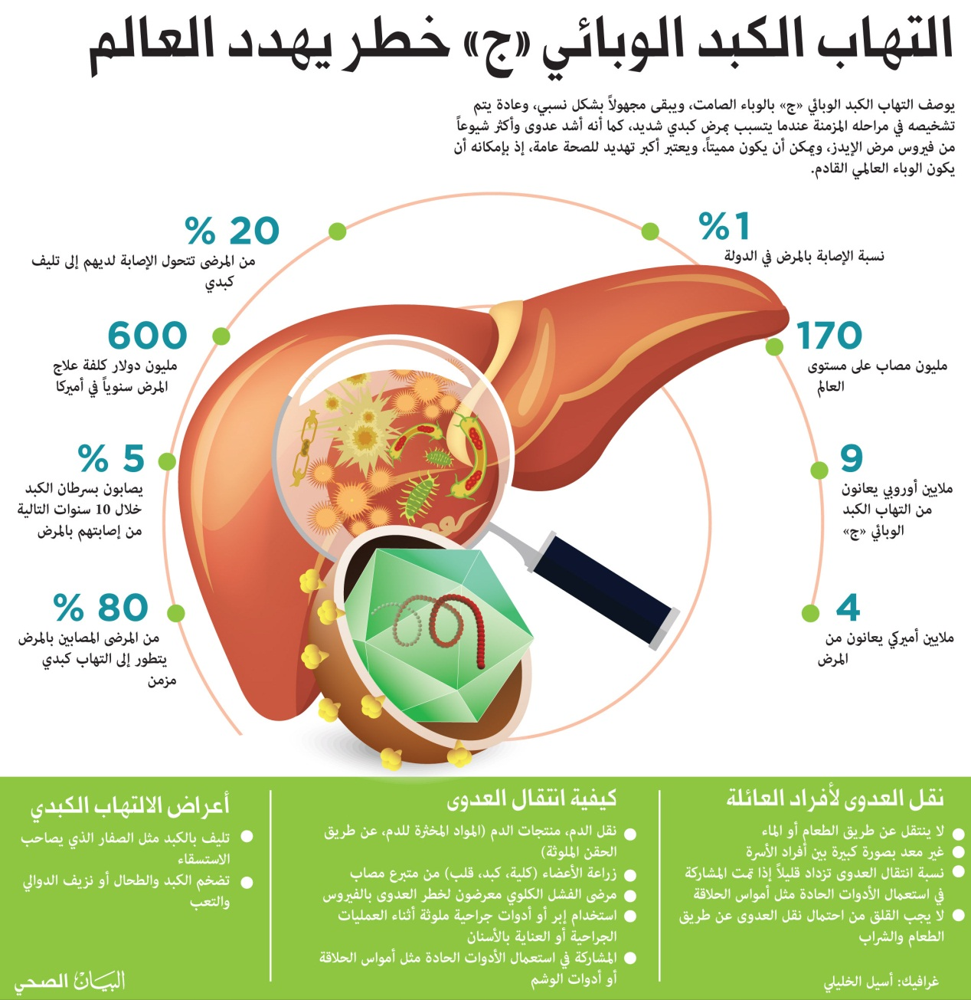 التهاب الكبد الوبائي «ج» خطر يهدد العالم
يوصف التهاب الكبد الوبائي «ج» بالوباء الصامت، ويبقى مجهولاً بشكل نسبي، وعادة يتم
تشخيصه في مراحله المزمنة عندما يتسبب بمرض كبدي شديد، كما أنه أشد عدوى وأكثر شيوعاً
من فيروس مرض الإيدز، ويمكن أن يكون مميتاً، ويعتبر أكبر تهديد للصحة عامة، إذ بإمكانه أن
يكون الوباء العالمي القادم.
%1
نسبة الإصابة بالمرض في الدولة
170
مليون مصاب على مستوى
العالم
9
ملايين أوروبي يعانون
من التهاب الكبد
الوبائي «ج»
4
ملايين أميركي يعانون من
المرض
% 20
من المرضى تتحول الإصابة لديهم إلى تليف
كبدي
600
مليون دولار كلفة علاج
المرض سنوياً في أميركا
% 5
يصابون بسرطان الكبد
خلال 10 سنوات التالية
من إصابتهم بالمرض
% 80
من المرضى المصابين بالمرض
يتطور إلى التهاب كبدي
مزمن
نقل العدوى لأفراد العائلة
لا ينتقل عن طريق الطعام أو الماء
غير معد بصورة كبيرة بين أفراد الأسرة
نسبة انتقال العدوى تزداد قليلاً إذا تمت المشاركة
في استعمال الأدوات الحادة مثل أمواس الحلاقة
لا يجب القلق من احتمال نقل العدوى عن طريق
الطعام والشراب
غرافيك: أسيل الخليلي
كيفية انتقال العدوى
نقل الدم، منتجات الدم (المواد المخثرة للدم، عن طريق
الحقن الملوثة)
زراعة الأعضاء (كلية، كبد، قلب) من متبرع مصاب
مرضى الفشل الكلوي معرضون لخطر العدوى بالفيروس
استخدام إبر أو أدوات جراحية ملوثة أثناء العمليات
الجراحية أو العناية بالأسنان
المشاركة في استعمال الأدوات الحادة مثل أمواس الحلاقة
أو أدوات الوشم
أعراض الالتهاب الكبدي
تليف بالكبد مثل الصفار الذي يصاحب
الاستسقاء
تضخم الكبد والطحال أو نزيف الدوالي
والتعب
البيان الصحي